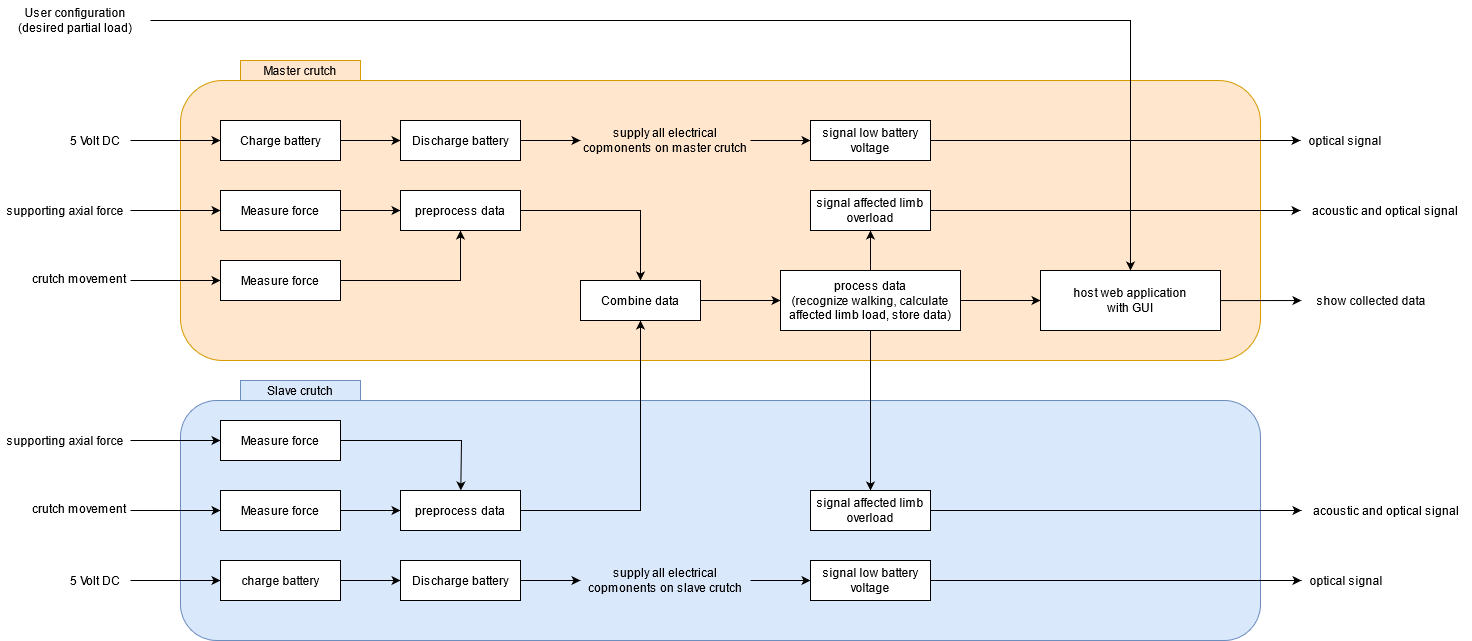 User configuration
(desired partial load)
Master crutch
5 Volt DC
Charge battery
Discharge battery
supply all electrical
copmonents on master crutch
signal low battery
voltage
optical signal
supporting axial force
Measure force
preprocess data
signal affected limb
overload
acoustic and optical signal
crutch movement
Measure force
Combine data
process data
(recognize walking, calculate
affected limb load, store data)
host web application
with GUI
show collected data
Slave crutch
supporting axial force
Measure force
crutch movement
Measure force
preprocess data
signal affected limb
overload
acoustic and optical signal
5 Volt DC
charge battery
Discharge battery
supply all electrical
copmonents on slave crutch
signal low battery
voltage
optical signal